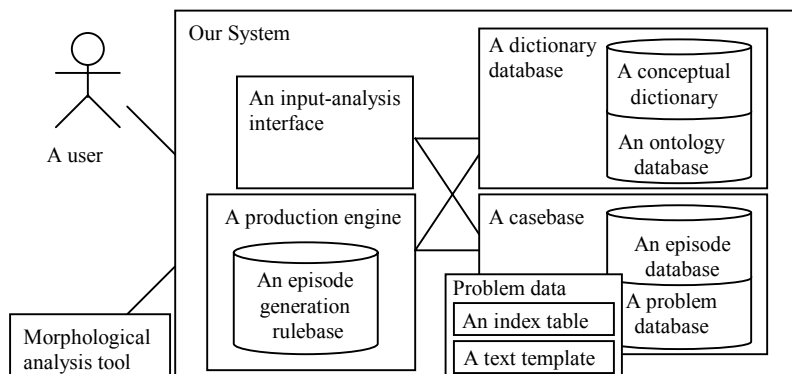 Our System
A user
An input-analysis
interface
A dictionary
database
A conceptual
dictionary
An ontology
database
A production engine
An episode
generation
rulebase
A casebase
An episode
database
A problem
database
Problem data
An index table
A text template
Morphological
analysis tool